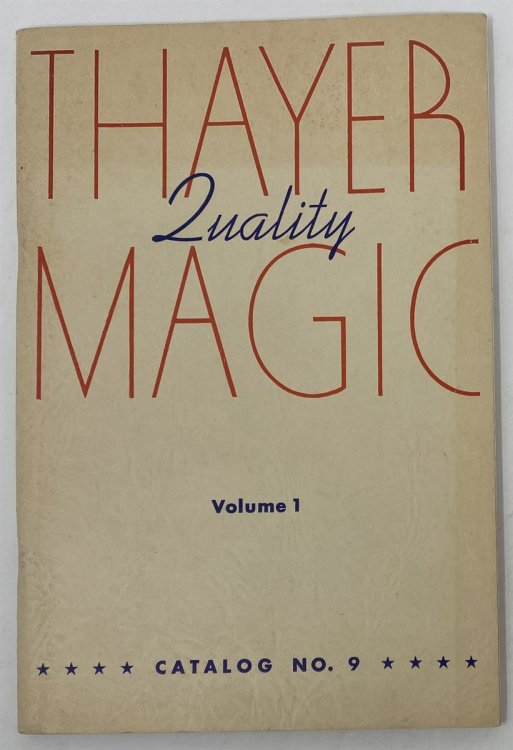 THAYER
Quality
MAGIC
Volume 1
★ ★ ★ ★ CATALOG NO. 9 ★ ★ ★ ★